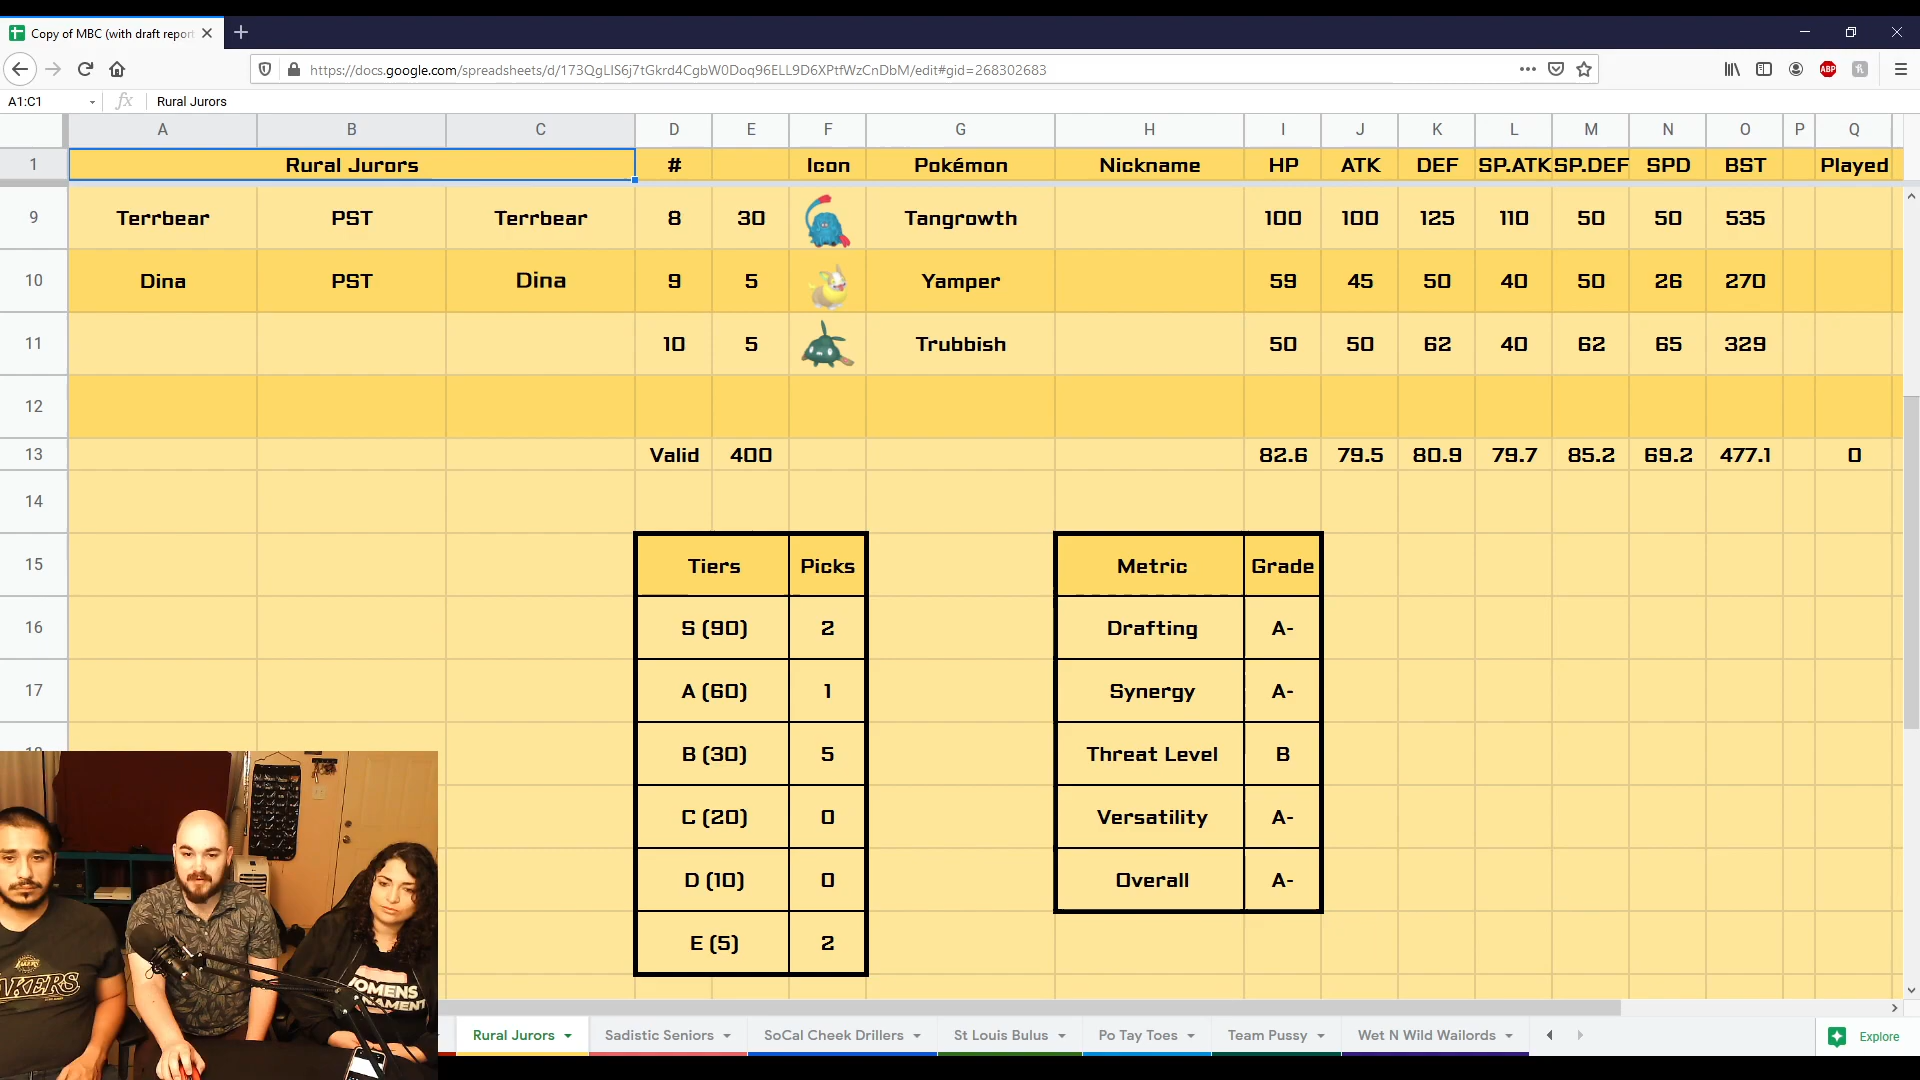 Copy of MBC (with draft report
https://docs.google.com/spreadsheets/d/173QgLIS6j7tGkrd4CgbW0Doq96ELL9D6XPtfWzCnDbM/edit#gid=268302683
ABP
A1:C1 fx Rural Jurors
A B C D E F G H I J K L M N O P Q
1 Rural Jurors # Icon Pokémon Nickname HP ATK DEF SP.ATK SP.DEF SPD BST Played
9 Terrbear PST Terrbear 8 30 Tangrowth 100 100 125 110 50 50 535
10 Dina PST Dina 9 5 Yamper 59 45 50 40 50 26 270
11 10 5 Trubbish 50 50 62 40 62 65 329
12
13 Valid 400 82.6 79.5 80.9 79.7 85.2 69.2 477.1 0
14
15 Tiers Picks Metric Grade
16 S (90) 2 Drafting A-
17 A (60) 1 Synergy A-
B (30) 5 Threat Level B
C (20) 0 Versatility A-
D (10) 0 Overall A-
E (5) 2
LAKERS
AKERS
WOMENS
Rural Jurors Sadistic Seniors SoCal Cheek Drillers St Louis Bulus Po Tay Toes Team Pussy Wet N Wild Wailords Explore